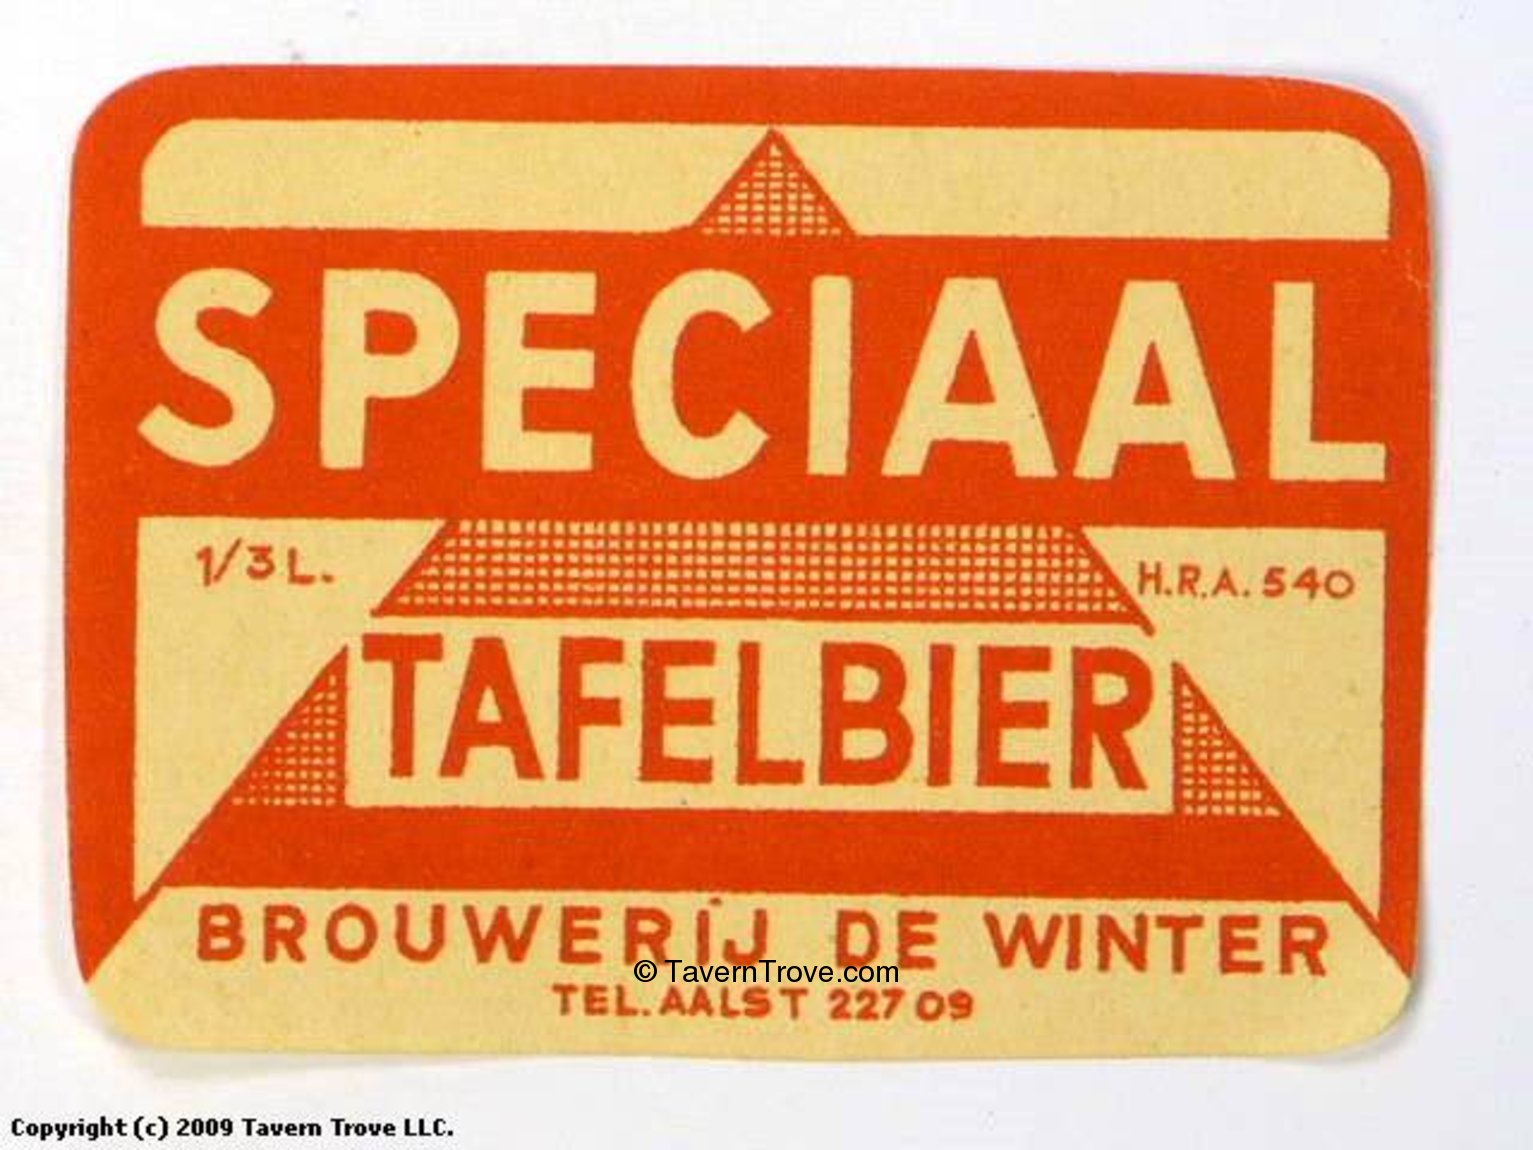 SPECIAAL
1/3 L.
H.R.A. 540
TAFELBIER
BROUWERIJ DE WINTER
© TavernTrove.com
TEL. AALST 227 09
Copyright (c) 2009 Tavern Trove LLC.